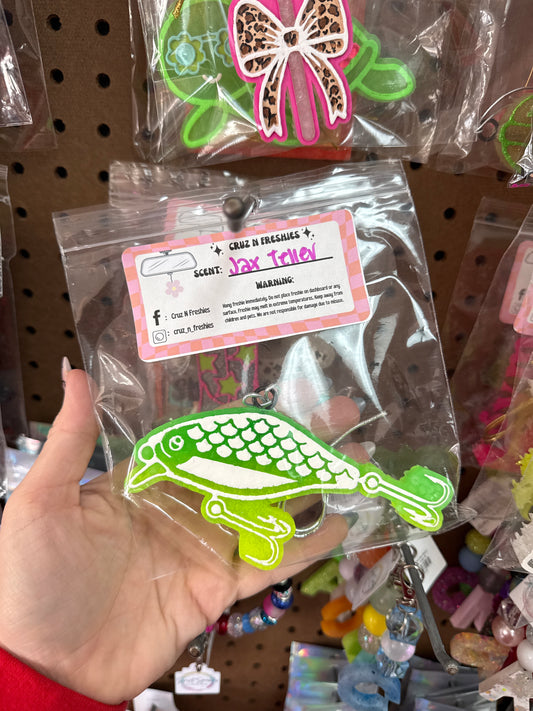 CRUZ N FRESHIES
SCENT: Jax Teller
WARNING:
Hang freshie immediately. Do not place freshie on dashboard or any
surface, freshie may melt in extreme temperatures. Keep away from
children and pets. We are not responsible for damage due to misuse.
f : Cruz N Freshies
: cruz_n_freshies